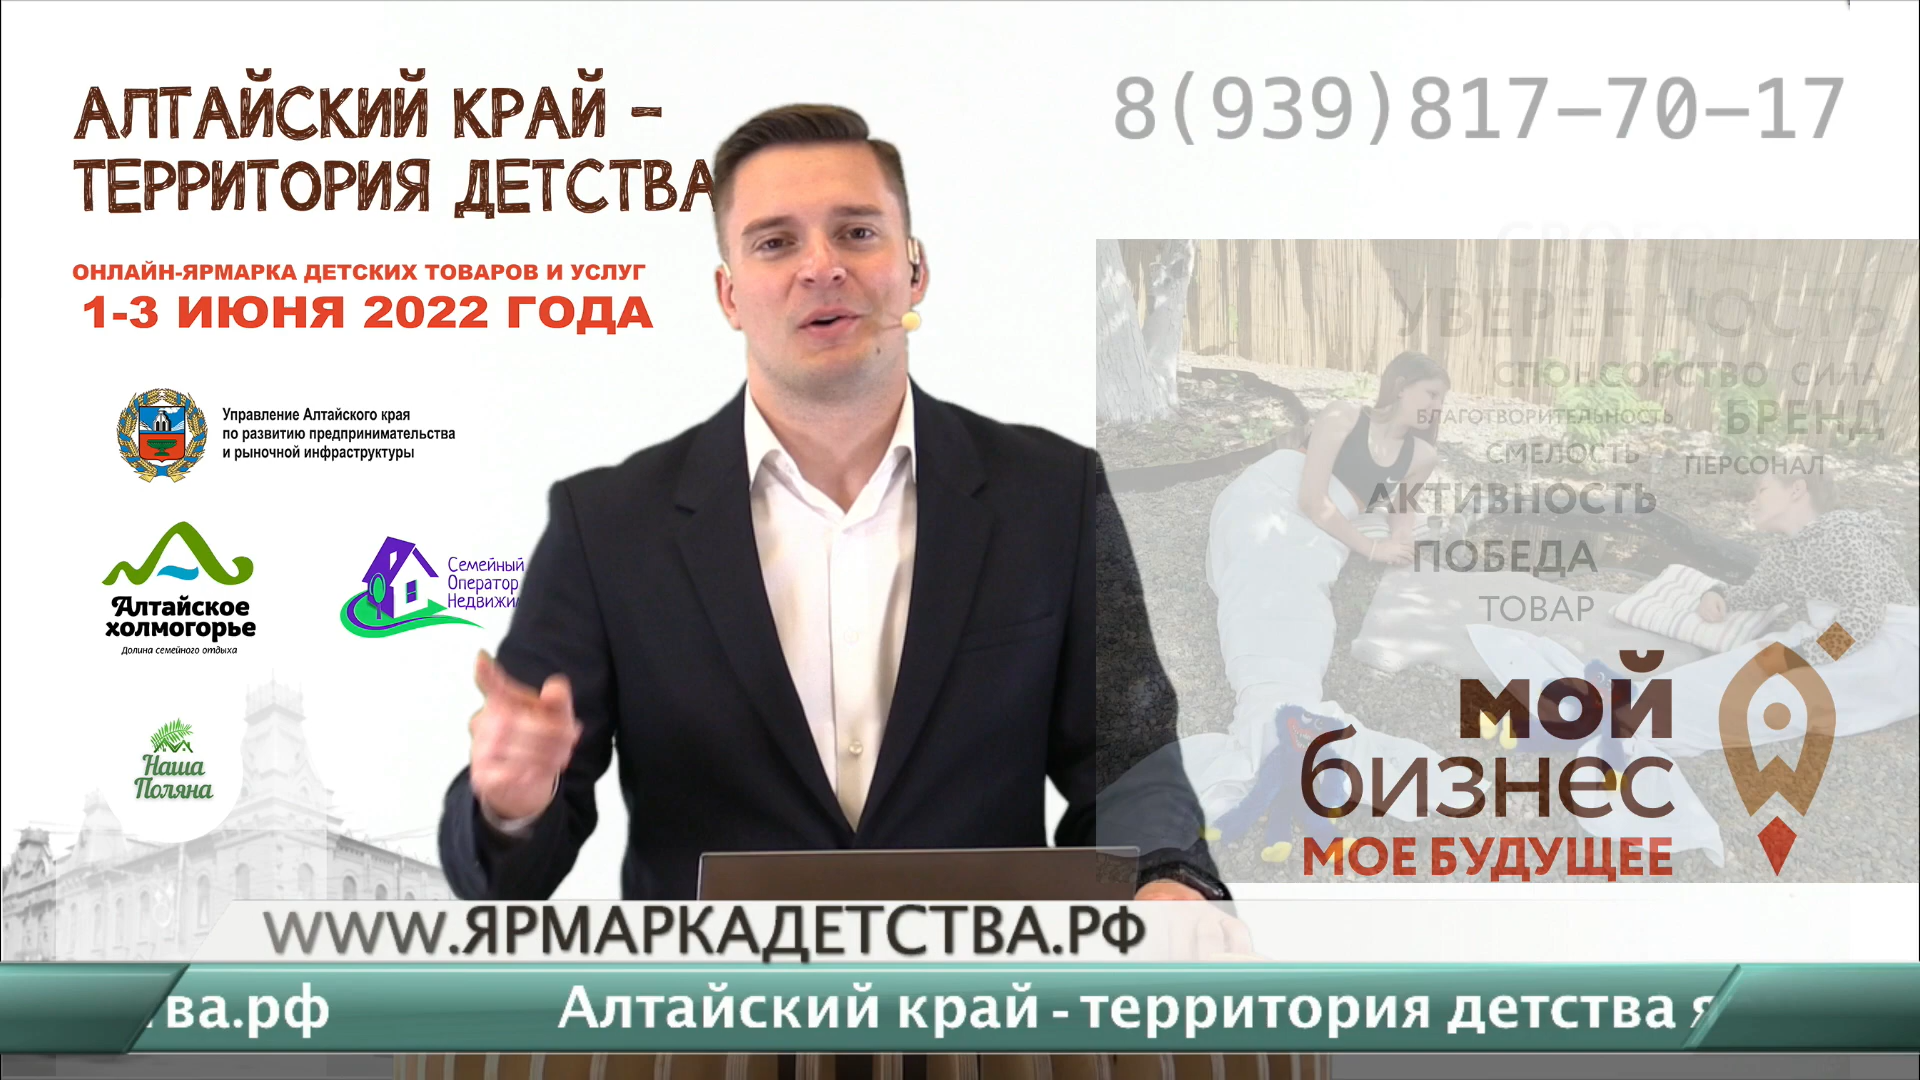 АЛТАЙСКИЙ КРАЙ -
ТЕРРИТОРИЯ ДЕТСТВА
ОНЛАЙН-ЯРМАРКА ДЕТСКИХ ТОВАРОВ И УСЛУГ
1-3 ИЮНЯ 2022 ГОДА
Управление Алтайского края
по развитию предпринимательства
и рыночной инфраструктуры
Алтайское
холмогорье
Долина семейного отдыха
Семейный
Оператор
Недвижи
Наша
Поляна
8(939)817-70-17
УВЕРЕННОСТЬ
СПОНСОРСТВО СИЛА
БЛАГОТВОРИТЕЛЬНОСТЬ БРЕНД
СМЕЛОСТЬ ПЕРСОНАЛ
АКТИВНОСТЬ
ПОБЕДА
ТОВАР
мой
бизнес
МОЕ БУДУЩЕЕ
WWW.ЯРМАРКАДЕТСТВА.РФ
тва.рф Алтайский край - территория детства я